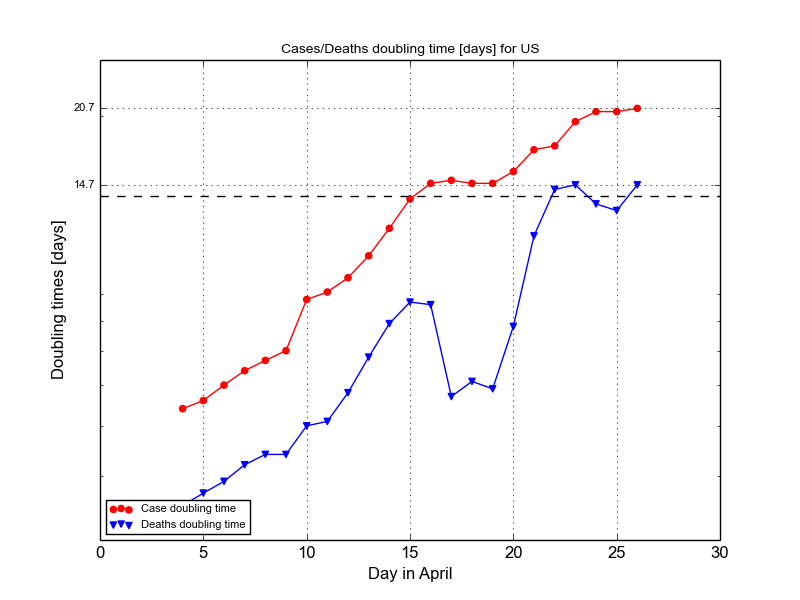 Cases/Deaths doubling time [days] for US
20.7
14.7
Doubling times [days]
Case doubling time
Deaths doubling time
0 5 10 15 20 25 30
Day in April